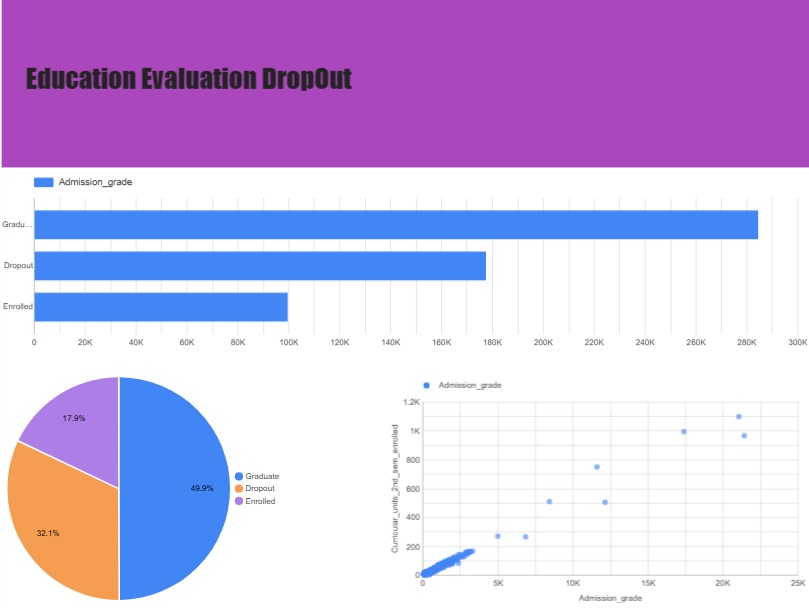 Education Evaluation DropOut
Admission_grade
Gradu...
Dropout
Enrolled
0 20K 40K 60K 80K 100K 120K 140K 160K 180K 200K 220K 240K 260K 280K 300K
17.9%
49.9%
32.1%
Graduate
Dropout
Enrolled
Admission_grade
Curricular_units_2nd_sem_enrolled
1.2K
1K
800
600
400
200
0
0 5K 10K 15K 20K 25K
Admission_grade